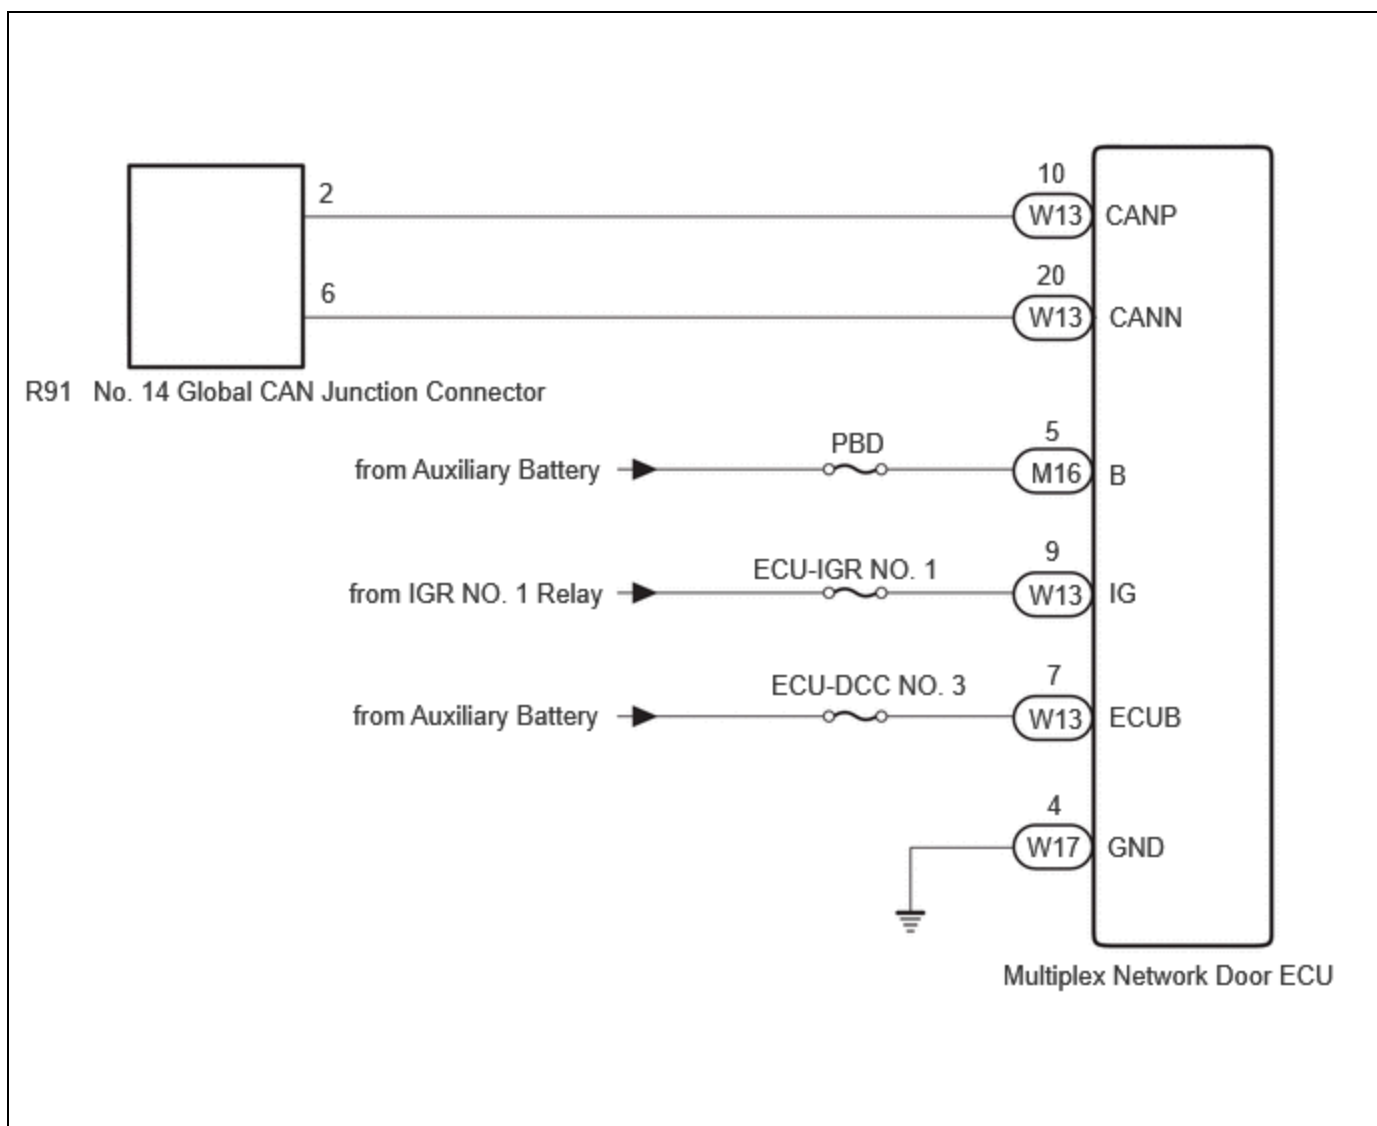 10
2
W13 CANP
20
6
W13 CANN
R91 No. 14 Global CAN Junction Connector
5
PBD
from Auxiliary Battery
M16 B
9
ECU-IGR NO. 1
from IGR NO. 1 Relay
W13 IG
7
ECU-DCC NO. 3
from Auxiliary Battery
W13 ECUB
4
W17 GND
Multiplex Network Door ECU